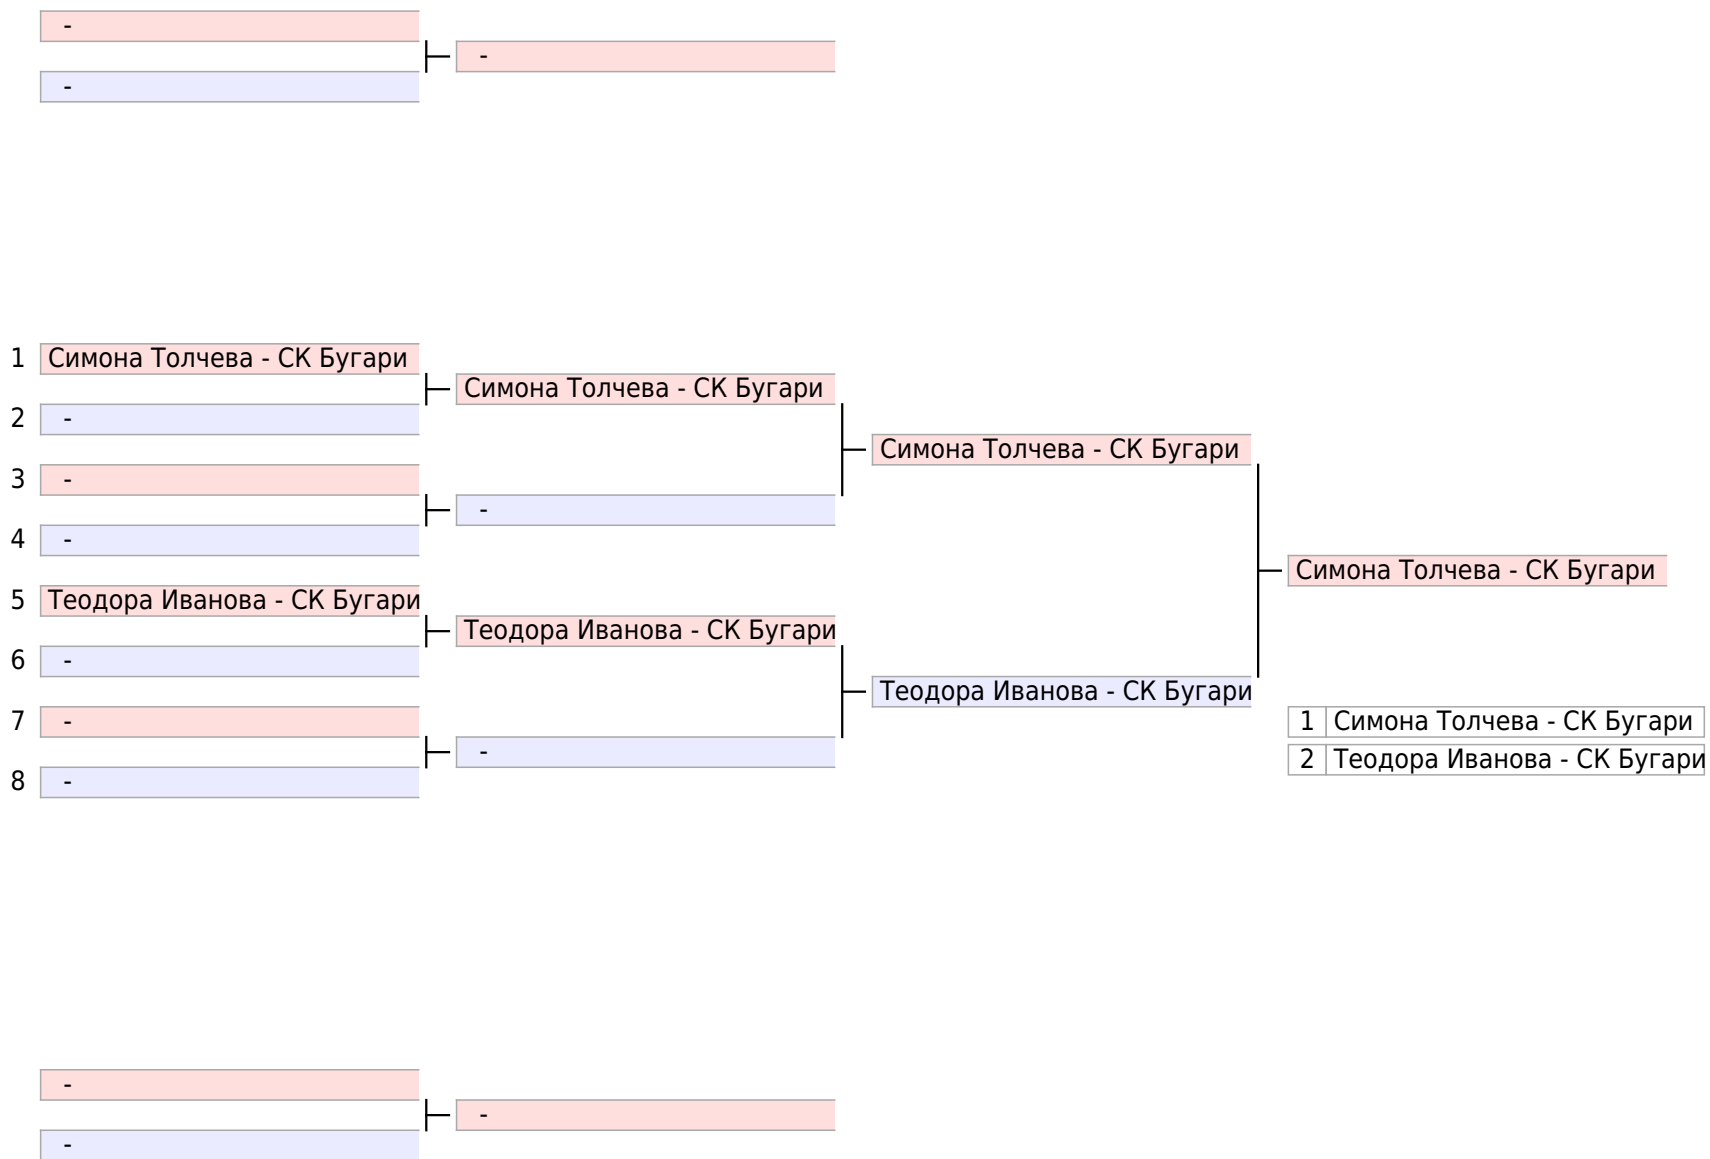 -
-
-
1 Симона Толчева - СК Бугари
Симона Толчева - СК Бугари
2 -
Симона Толчева - СК Бугари
3 -
-
4 -
Симона Толчева - СК Бугари
5 Теодора Иванова - СК Бугари
Теодора Иванова - СК Бугари
6 -
Теодора Иванова - СК Бугари
7 -
1 Симона Толчева - СК Бугари
-
2 Теодора Иванова - СК Бугари
8 -
-
-
-